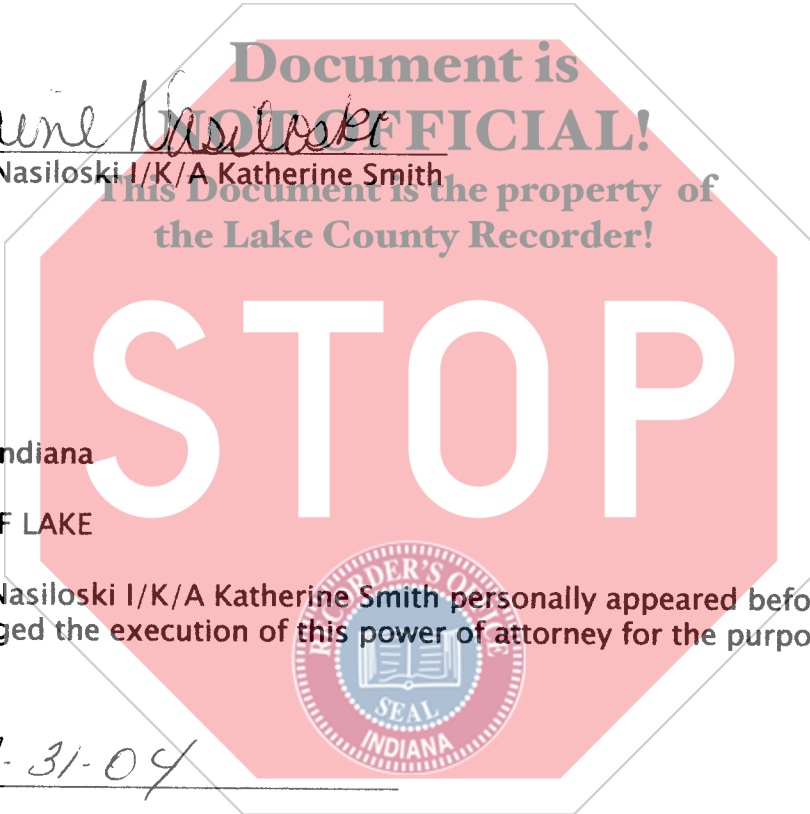 Document is
NOT OFFICIAL!
Nasiloski
Nasiloski I/K/A Katherine Smith
This Document is the property of
the Lake County Recorder!
STOP
ndiana
F LAKE
Nasiloski I/K/A Katherine Smith personally appeared befo
ged the execution of this power of attorney for the purpo
RECORDER'S OFFICE
SEAL
INDIANA
-31-04